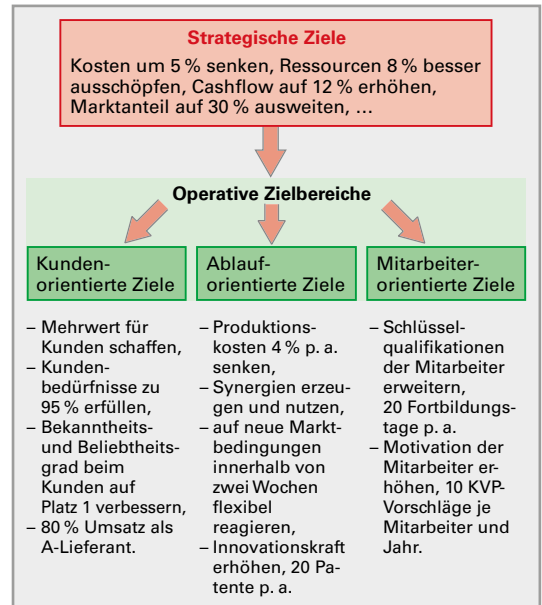 Strategische Ziele
Kosten um 5 % senken, Ressourcen 8 % besser
ausschöpfen, Cashflow auf 12 % erhöhen,
Marktanteil auf 30 % ausweiten, …
Operative Zielbereiche
Kunden-
orientierte Ziele
– Mehrwert für
Kunden schaffen,
– Kunden-
bedürfnisse zu
95 % erfüllen,
– Bekanntheits-
und Beliebtheits-
grad beim
Kunden auf
Platz 1 verbessern,
– 80 % Umsatz als
A-Lieferant.
Ablauf-
orientierte Ziele
– Produktions-
kosten 4 % p. a.
senken,
– Synergien erzeu-
gen und nutzen,
– auf neue Markt-
bedingungen
innerhalb von
zwei Wochen
flexibel
reagieren,
– Innovationskraft
erhöhen, 20 Pa-
tente p. a.
Mitarbeiter-
orientierte Ziele
– Schlüssel-
qualifikationen
der Mitarbeiter
erweitern,
20 Fortbildungs-
tage p. a.
– Motivation der
Mitarbeiter er-
höhen, 10 KVP-
Vorschläge je
Mitarbeiter und
Jahr.